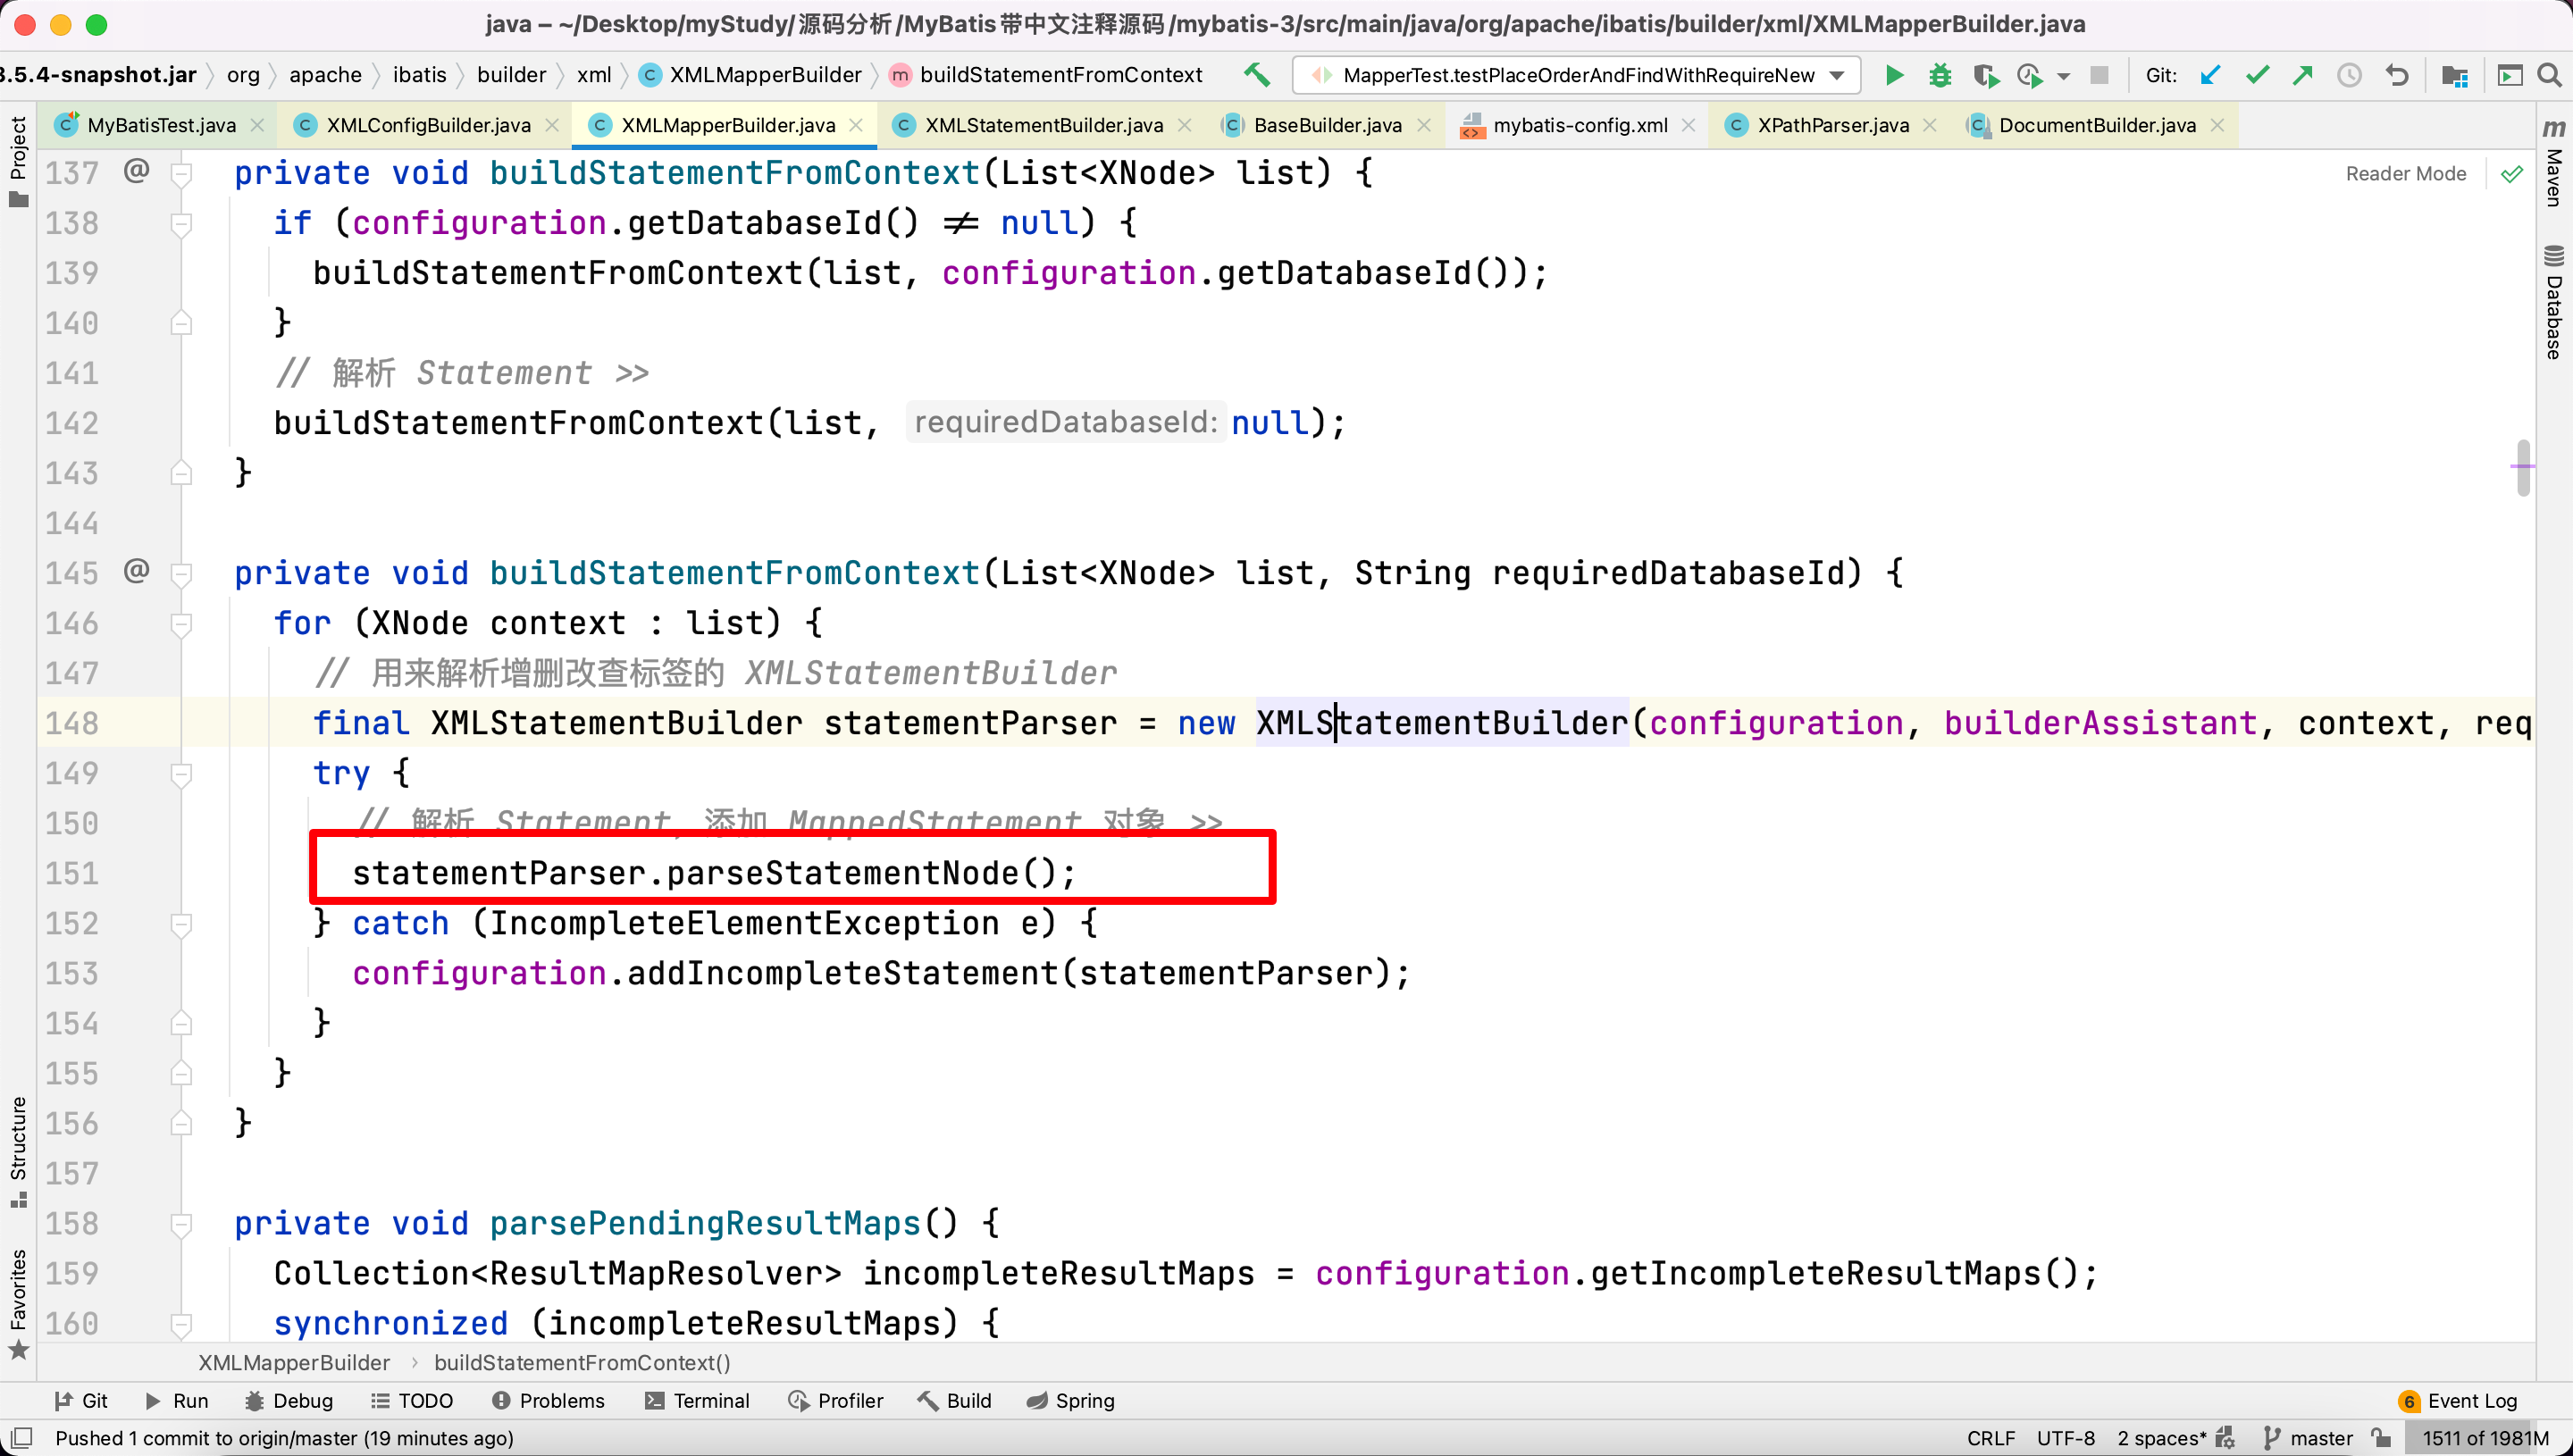 java – ~/Desktop/myStudy/源码分析/MyBatis带中文注释源码/mybatis-3/src/main/java/org/apache/ibatis/builder/xml/XMLMapperBuilder.java
3.5.4-snapshot.jar org apache ibatis builder xml XMLMapperBuilder buildStatementFromContext MapperTest.testPlaceOrderAndFindWithRequireNew Git:
MyBatisTest.java XMLConfigBuilder.java XMLMapperBuilder.java XMLStatementBuilder.java BaseBuilder.java mybatis-config.xml XPathParser.java DocumentBuilder.java
Project
Structure
Favorites
Maven
Database
Reader Mode
137 @ private void buildStatementFromContext(List<XNode> list) {
138 if (configuration.getDatabaseId() ≠ null) {
139 buildStatementFromContext(list, configuration.getDatabaseId());
140 }
141 // 解析 Statement >>
142 buildStatementFromContext(list, requiredDatabaseId: null);
143 }
144
145 @ private void buildStatementFromContext(List<XNode> list, String requiredDatabaseId) {
146 for (XNode context : list) {
147 // 用来解析增删改查标签的 XMLStatementBuilder
148 final XMLStatementBuilder statementParser = new XMLStatementBuilder(configuration, builderAssistant, context, req
149 try {
150 // 解析 Statement, 添加 MappedStatement 对象 >>
151 statementParser.parseStatementNode();
152 } catch (IncompleteElementException e) {
153 configuration.addIncompleteStatement(statementParser);
154 }
155 }
156 }
157
158 private void parsePendingResultMaps() {
159 Collection<ResultMapResolver> incompleteResultMaps = configuration.getIncompleteResultMaps();
160 synchronized (incompleteResultMaps) {
XMLMapperBuilder › buildStatementFromContext()
Git Run Debug TODO Problems Terminal Profiler Build Spring 6 Event Log
Pushed 1 commit to origin/master (19 minutes ago) CRLF UTF-8 2 spaces* master 1511 of 1981M